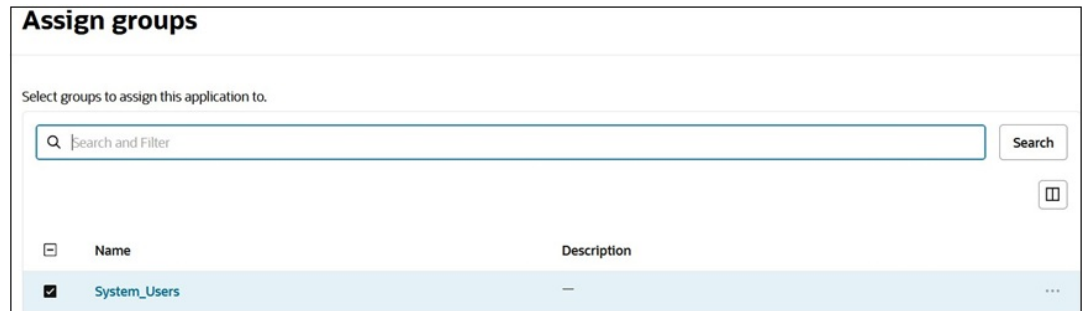 Assign groups
Select groups to assign this application to.
Search and Filter
Search
Name Description
System_Users — ...